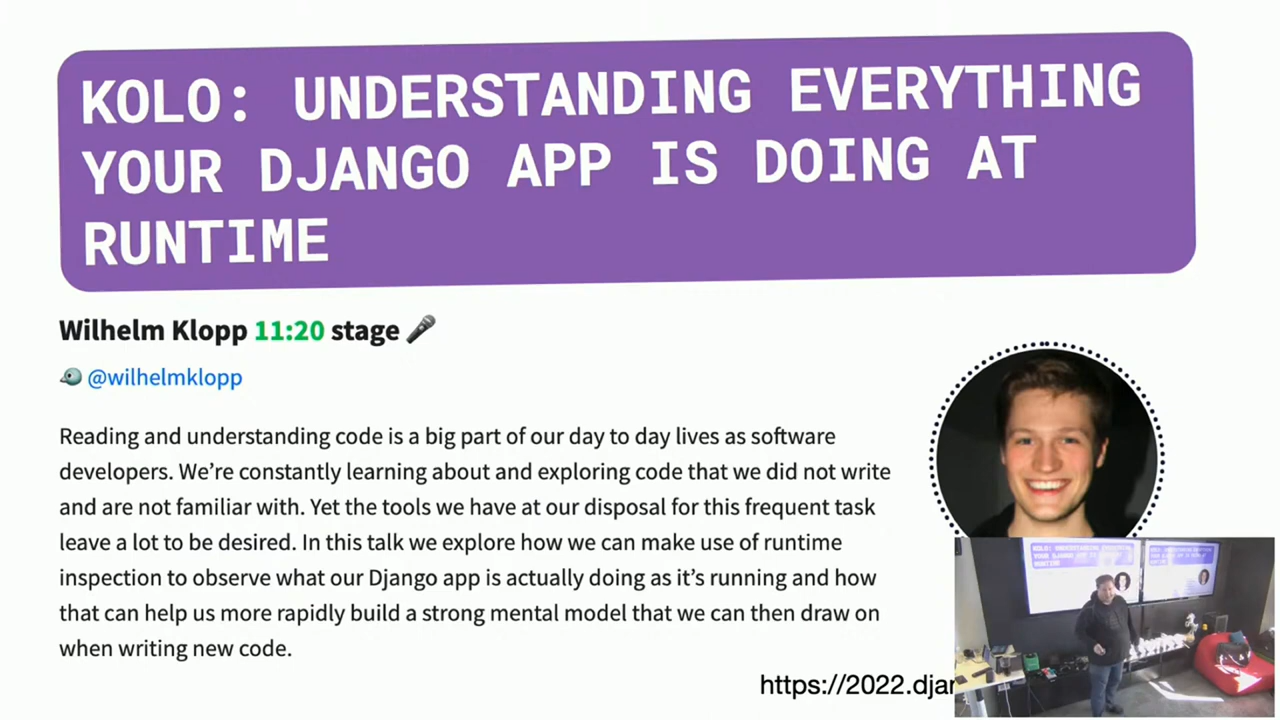 KOLO: UNDERSTANDING EVERYTHING
YOUR DJANGO APP IS DOING AT
RUNTIME
Wilhelm Klopp 11:20 stage 🎤
@wilhelmklopp
Reading and understanding code is a big part of our day to day lives as software
developers. We’re constantly learning about and exploring code that we did not write
and are not familiar with. Yet the tools we have at our disposal for this frequent task
leave a lot to be desired. In this talk we explore how we can make use of runtime
inspection to observe what our Django app is actually doing as it’s running and how
that can help us more rapidly build a strong mental model that we can then draw on
when writing new code.
https://2022.djan